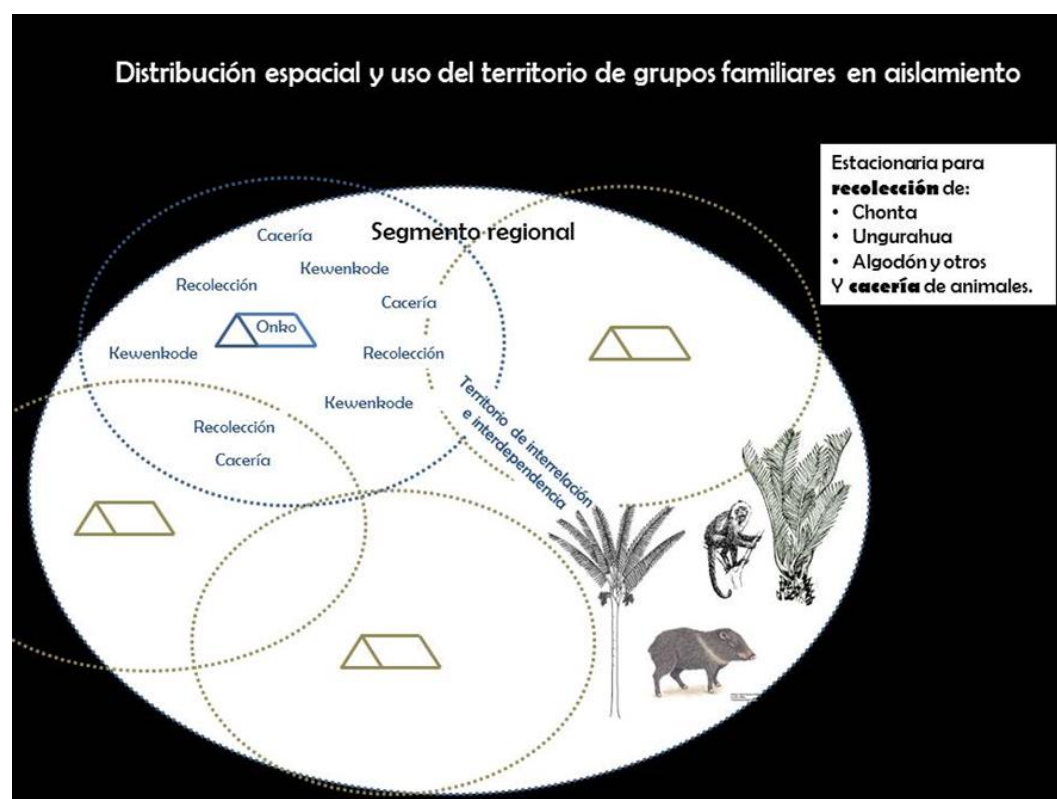 Distribución espacial y uso del territorio de grupos familiares en aislamiento
Estacionaria para
recolección de:
• Chonta
• Ungurahua
• Algodón y otros
Y cacería de animales.
Segmento regional
Cacería
Kewenkode
Recolección
Cacería
Onko
Kewenkode
Recolección
Kewenkode
Recolección
Cacería
Territorio de interrelación
e interdependencia